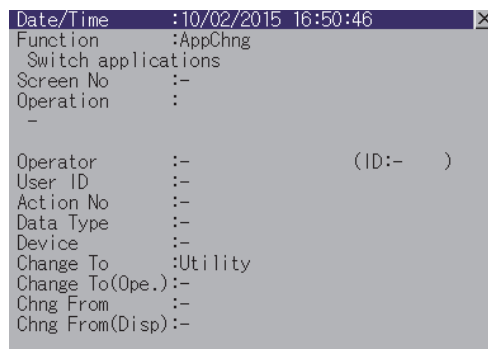 Date/Time :10/02/2015 16:50:46 X
Function :AppChng
Switch applications
Screen No :-
Operation :
-
Operator :- (ID:- )
User ID :-
Action No :-
Data Type :-
Device :-
Change To :Utility
Change To(Ope.):-
Chng From :-
Chng From(Disp):-